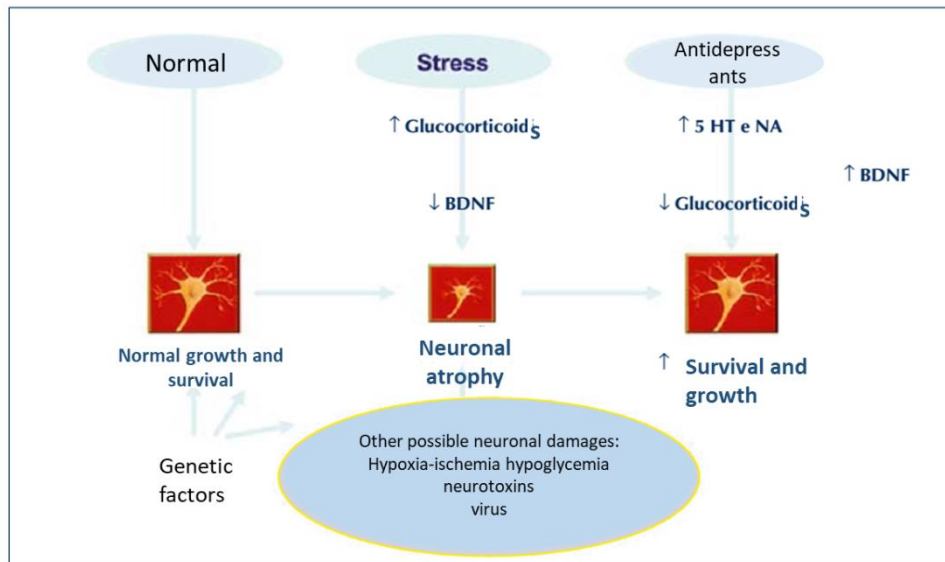 Normal
Stress
Antidepress
ants
↑ Glucocorticoids
↓ BDNF
↑ 5 HT e NA
↑ BDNF
↓ Glucocorticoids
Normal growth and
survival
Neuronal
atrophy
↑ Survival and
growth
Genetic
factors
Other possible neuronal damages:
Hypoxia-ischemia hypoglycemia
neurotoxins
virus